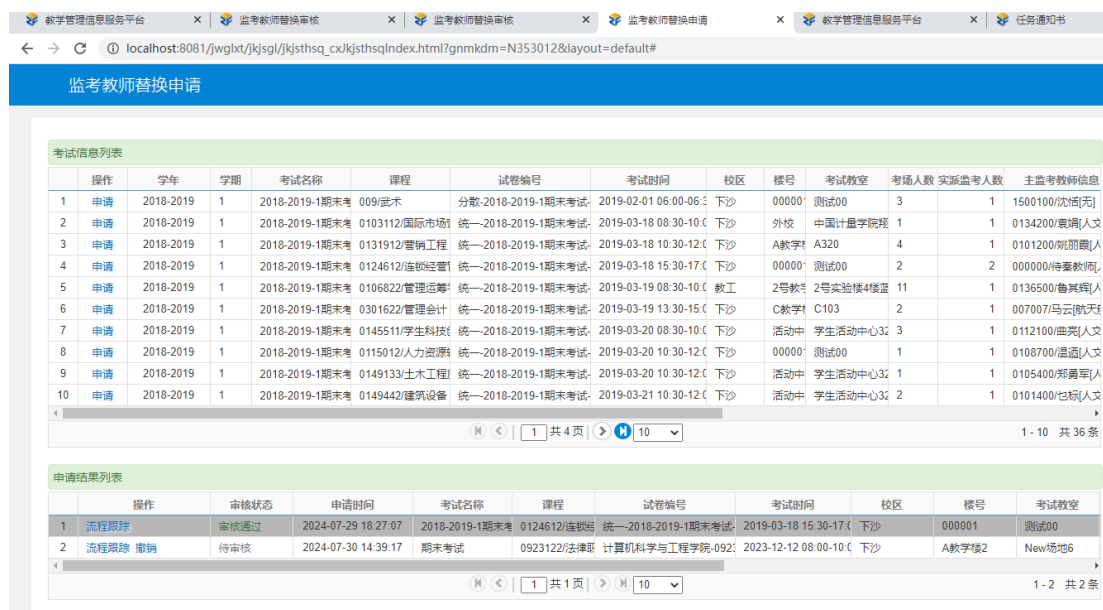 教学管理信息服务平台 × 监考教师替换审核 × 监考教师替换审核 × 监考教师替换申请 × 教学管理信息服务平台 × 任务通知书
localhost:8081/jwglxt/jkjsgl/jkjsthsq_cxJkjsthsqIndex.html?gnmkdm=N353012&layout=default#
监考教师替换申请
考试信息列表
操作 学年 学期 考试名称 课程 试卷编号 考试时间 校区 楼号 考试教室 考场人数 实派监考人数 主监考教师信息
1 申请 2018-2019 1 2018-2019-1期末考 009/武术 分散-2018-2019-1期末考试- 2019-02-01 06:00-06:3 下沙 00000 测试00 3 1 1500100/沈恬[无]
2 申请 2018-2019 1 2018-2019-1期末考 0103112/国际市场 统一-2018-2019-1期末考试- 2019-03-18 08:30-10:0 下沙 外校 中国计量学院翔 1 1 0134200/袁娟[人文
3 申请 2018-2019 1 2018-2019-1期末考 0131912/营销工程 统一-2018-2019-1期末考试- 2019-03-18 10:30-12:0 下沙 A教学 A320 4 1 0101200/姚丽霞[人
4 申请 2018-2019 1 2018-2019-1期末考 0124612/连锁经营 统一-2018-2019-1期末考试- 2019-03-18 15:30-17:0 下沙 00000 测试00 2 2 000000/待秦教师[
5 申请 2018-2019 1 2018-2019-1期末考 0106822/管理运筹 统一-2018-2019-1期末考试- 2019-03-19 08:30-10:0 教工 2号教 2号实验楼4楼蓝 11 1 0136500/鲁其辉[人
6 申请 2018-2019 1 2018-2019-1期末考 0301622/管理会计 统一-2018-2019-1期末考试- 2019-03-19 13:30-15:0 下沙 C教学 C103 2 1 007007/马云[航天
7 申请 2018-2019 1 2018-2019-1期末考 0145511/学生科技 统一-2018-2019-1期末考试- 2019-03-20 08:30-10:0 下沙 活动中 学生活动中心32 3 1 0112100/曲亮[人文
8 申请 2018-2019 1 2018-2019-1期末考 0115012/人力资源 统一-2018-2019-1期末考试- 2019-03-20 10:30-12:0 下沙 00000 测试00 1 1 0108700/温迺[人文
9 申请 2018-2019 1 2018-2019-1期末考 0149133/土木工程 统一-2018-2019-1期末考试- 2019-03-20 10:30-12:0 下沙 活动中 学生活动中心32 1 1 0105400/郑勇军[人
10 申请 2018-2019 1 2018-2019-1期末考 0149442/建筑设备 统一-2018-2019-1期末考试- 2019-03-21 10:30-12:0 下沙 活动中 学生活动中心32 2 1 0101400/乜标[人文
1 共4页 10 1 - 10 共36条
申请结果列表
操作 审核状态 申请时间 考试名称 课程 试卷编号 考试时间 校区 楼号 考试教室
1 流程跟踪 审核通过 2024-07-29 18:27:07 2018-2019-1期末考 0124612/连锁经 统一-2018-2019-1期末考试- 2019-03-18 15:30-17:0 下沙 000001 测试00
2 流程跟踪 撤销 待审核 2024-07-30 14:39:17 期末考试 0923122/法律职 计算机科学与工程学院-092 2023-12-12 08:00-10:0 下沙 A教学楼2 New场地6
1 共1页 10 1 - 2 共2条